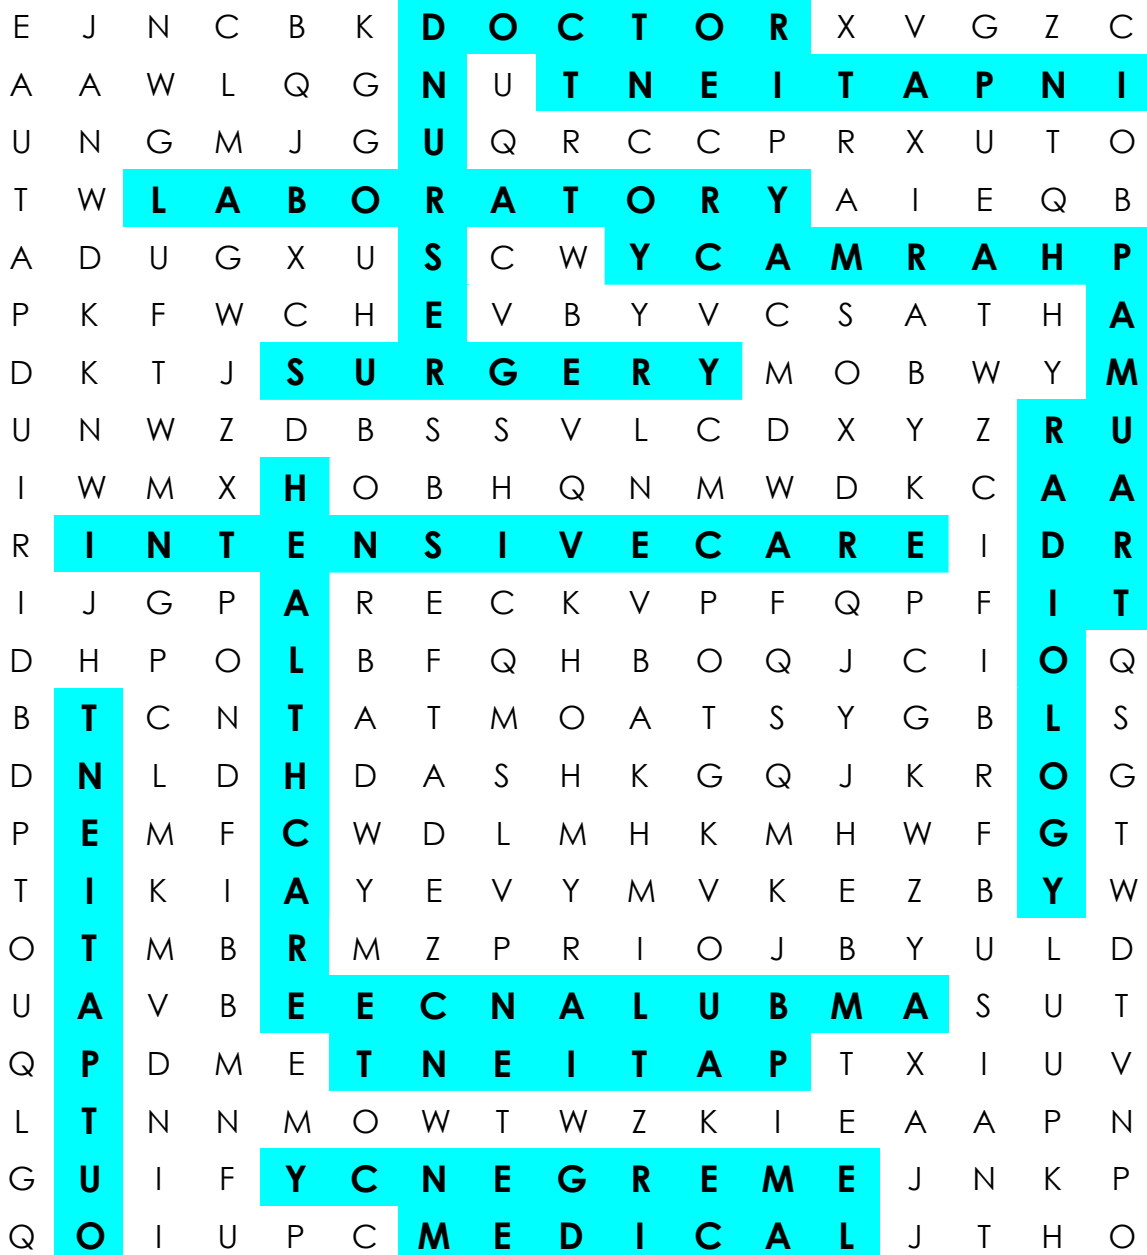 E J N C B K D O C T O R X V G Z C
A A W L Q G N U T N E I T A P N I
U N G M J G U Q R C C P R X U T O
T W L A B O R A T O R Y A I E Q B
A D U G X U S C W Y C A M R A H P
P K F W C H E V B Y V C S A T H A
D K T J S U R G E R Y M O B W Y M
U N W Z D B S S V L C D X Y Z R U
I W M X H O B H Q N M W D K C A A
R I N T E N S I V E C A R E I D R
I J G P A R E C K V P F Q P F I T
D H P O L B F Q H B O Q J C I O Q
B T C N T A T M O A T S Y G B L S
D N L D H D A S H K G Q J K R O G
P E M F C W D L M H K M H W F G T
T I K I A Y E V Y M V K E Z B Y W
O T M B R M Z P R I O J B Y U L D
U A V B E E C N A L U B M A S U T
Q P D M E T N E I T A P T X I U V
L T N N M O W T W Z K I E A A P N
G U I F Y C N E G R E M E J N K P
Q O I U P C M E D I C A L J T H O